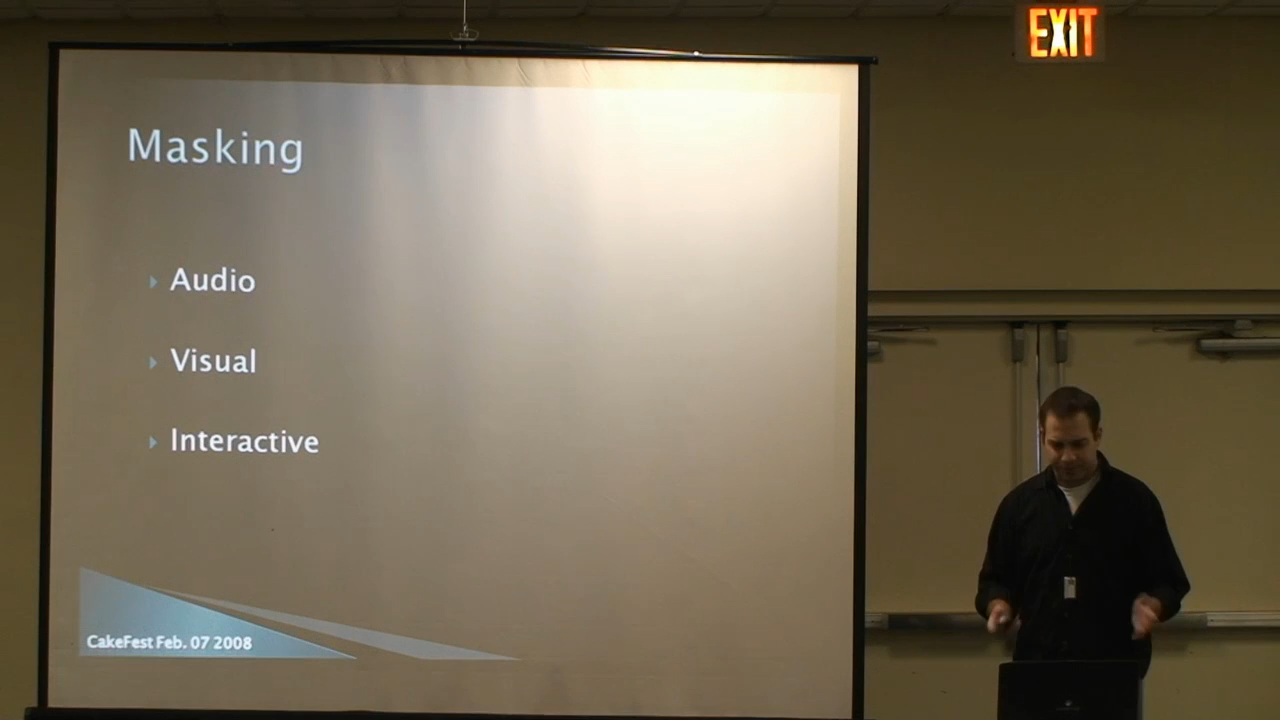 EXIT
Masking
Audio
Visual
Interactive
CakeFest Feb. 07 2008